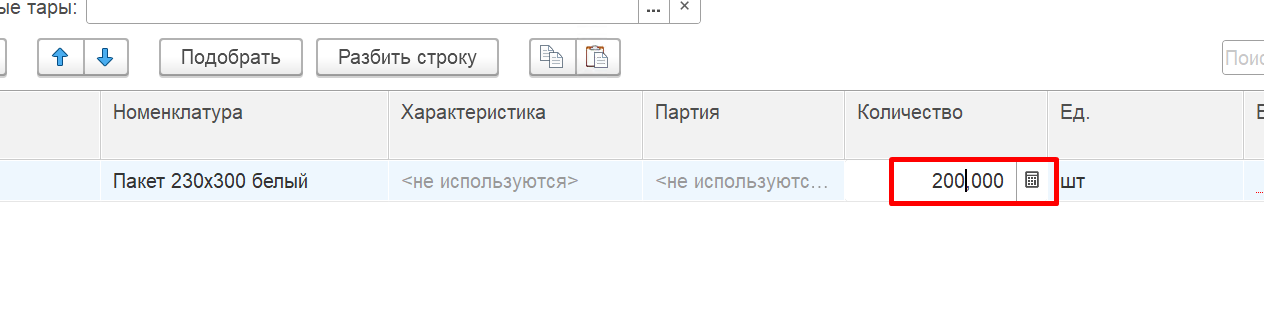 ые тары: ... ×
Подобрать Разбить строку Поис
Номенклатура Характеристика Партия Количество Ед.
Пакет 230х300 белый <не используются> <не используютс... 200,000 шт